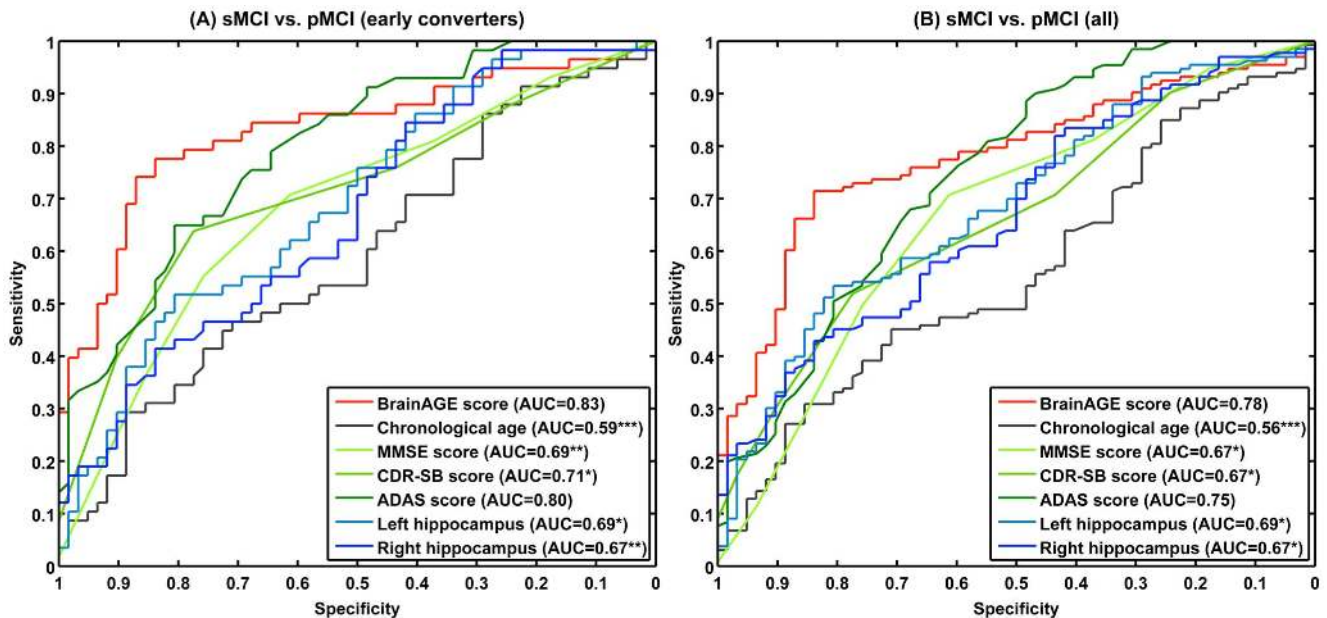 (A) sMCI vs. pMCI (early converters)
Sensitivity
1
0.9
0.8
0.7
0.6
0.5
0.4
0.3
0.2
0.1
0
BrainAGE score (AUC=0.83)
Chronological age (AUC=0.59***)
MMSE score (AUC=0.69**)
CDR-SB score (AUC=0.71*)
ADAS score (AUC=0.80)
Left hippocampus (AUC=0.69*)
Right hippocampus (AUC=0.67**)
1 0.9 0.8 0.7 0.6 0.5 0.4 0.3 0.2 0.1 0
Specificity
(B) sMCI vs. pMCI (all)
Sensitivity
1
0.9
0.8
0.7
0.6
0.5
0.4
0.3
0.2
0.1
0
BrainAGE score (AUC=0.78)
Chronological age (AUC=0.56***)
MMSE score (AUC=0.67*)
CDR-SB score (AUC=0.67*)
ADAS score (AUC=0.75)
Left hippocampus (AUC=0.69*)
Right hippocampus (AUC=0.67*)
1 0.9 0.8 0.7 0.6 0.5 0.4 0.3 0.2 0.1 0
Specificity